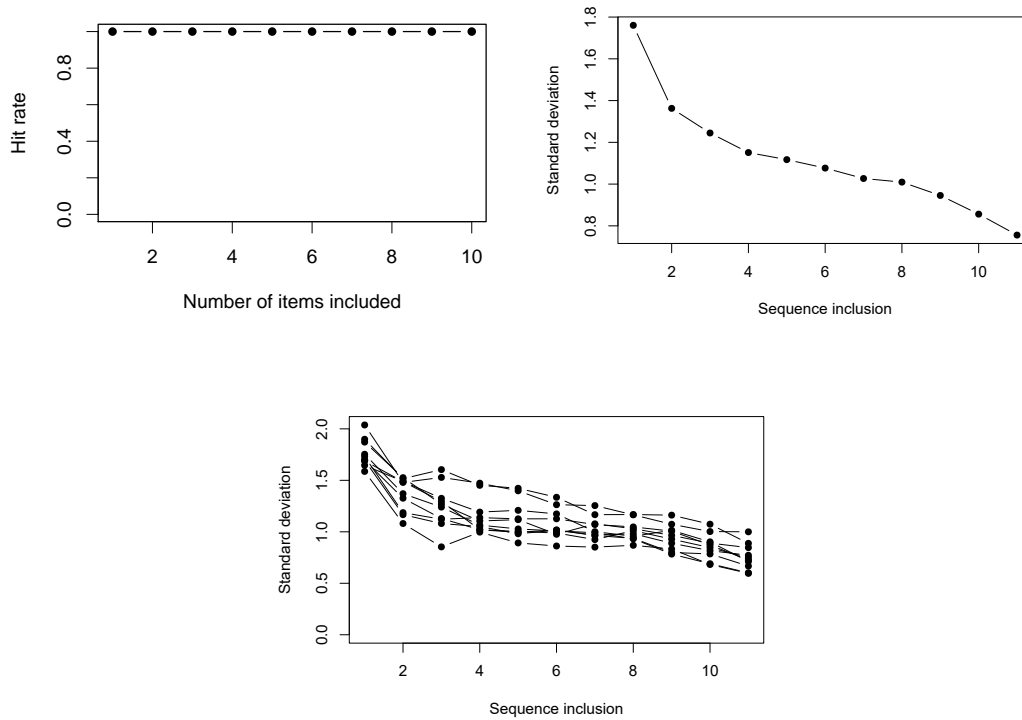 Hit rate
0.0 0.4 0.8
2 4 6 8 10
Number of items included
Standard deviation
0.8 1.0 1.2 1.4 1.6 1.8
2 4 6 8 10
Sequence inclusion
Standard deviation
0.0 0.5 1.0 1.5 2.0
2 4 6 8 10
Sequence inclusion